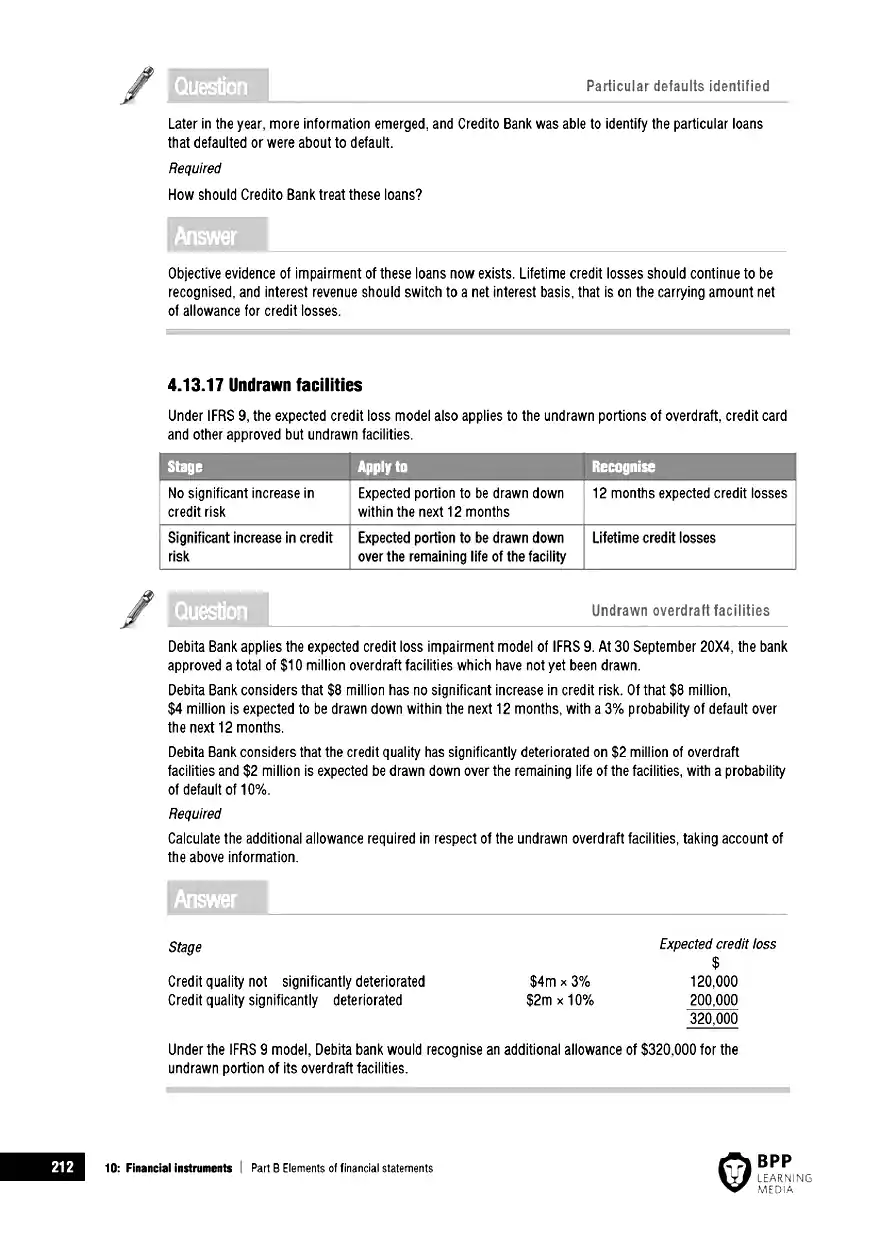 Question
Particular defaults identified
Later in the year, more information emerged, and Credito Bank was able to identify the particular loans
that defaulted or were about to default.
Required
How should Credito Bank treat these loans?
Answer
Objective evidence of impairment of these loans now exists. Lifetime credit losses should continue to be
recognised, and interest revenue should switch to a net interest basis, that is on the carrying amount net
of allowance for credit losses.
4.13.17 Undrawn facilities
Under IFRS 9, the expected credit loss model also applies to the undrawn portions of overdraft, credit card
and other approved but undrawn facilities.
Stage Apply to Recognise
No significant increase in Expected portion to be drawn down 12 months expected credit losses
credit risk within the next 12 months
Significant increase in credit Expected portion to be drawn down Lifetime credit losses
risk over the remaining life of the facility
Question
Undrawn overdraft facilities
Debita Bank applies the expected credit loss impairment model of IFRS 9. At 30 September 20X4, the bank
approved a total of $10 million overdraft facilities which have not yet been drawn.
Debita Bank considers that $8 million has no significant increase in credit risk. Of that $8 million,
$4 million is expected to be drawn down within the next 12 months, with a 3% probability of default over
the next 12 months.
Debita Bank considers that the credit quality has significantly deteriorated on $2 million of overdraft
facilities and $2 million is expected be drawn down over the remaining life of the facilities, with a probability
of default of 10%.
Required
Calculate the additional allowance required in respect of the undrawn overdraft facilities, taking account of
the above information.
Answer
Stage Expected credit loss
$
Credit quality not significantly deteriorated $4m × 3% 120,000
Credit quality significantly deteriorated $2m × 10% 200,000
320,000
Under the IFRS 9 model, Debita bank would recognise an additional allowance of $320,000 for the
undrawn portion of its overdraft facilities.
212 10: Financial instruments | Part B Elements of financial statements
BPP
LEARNING
MEDIA